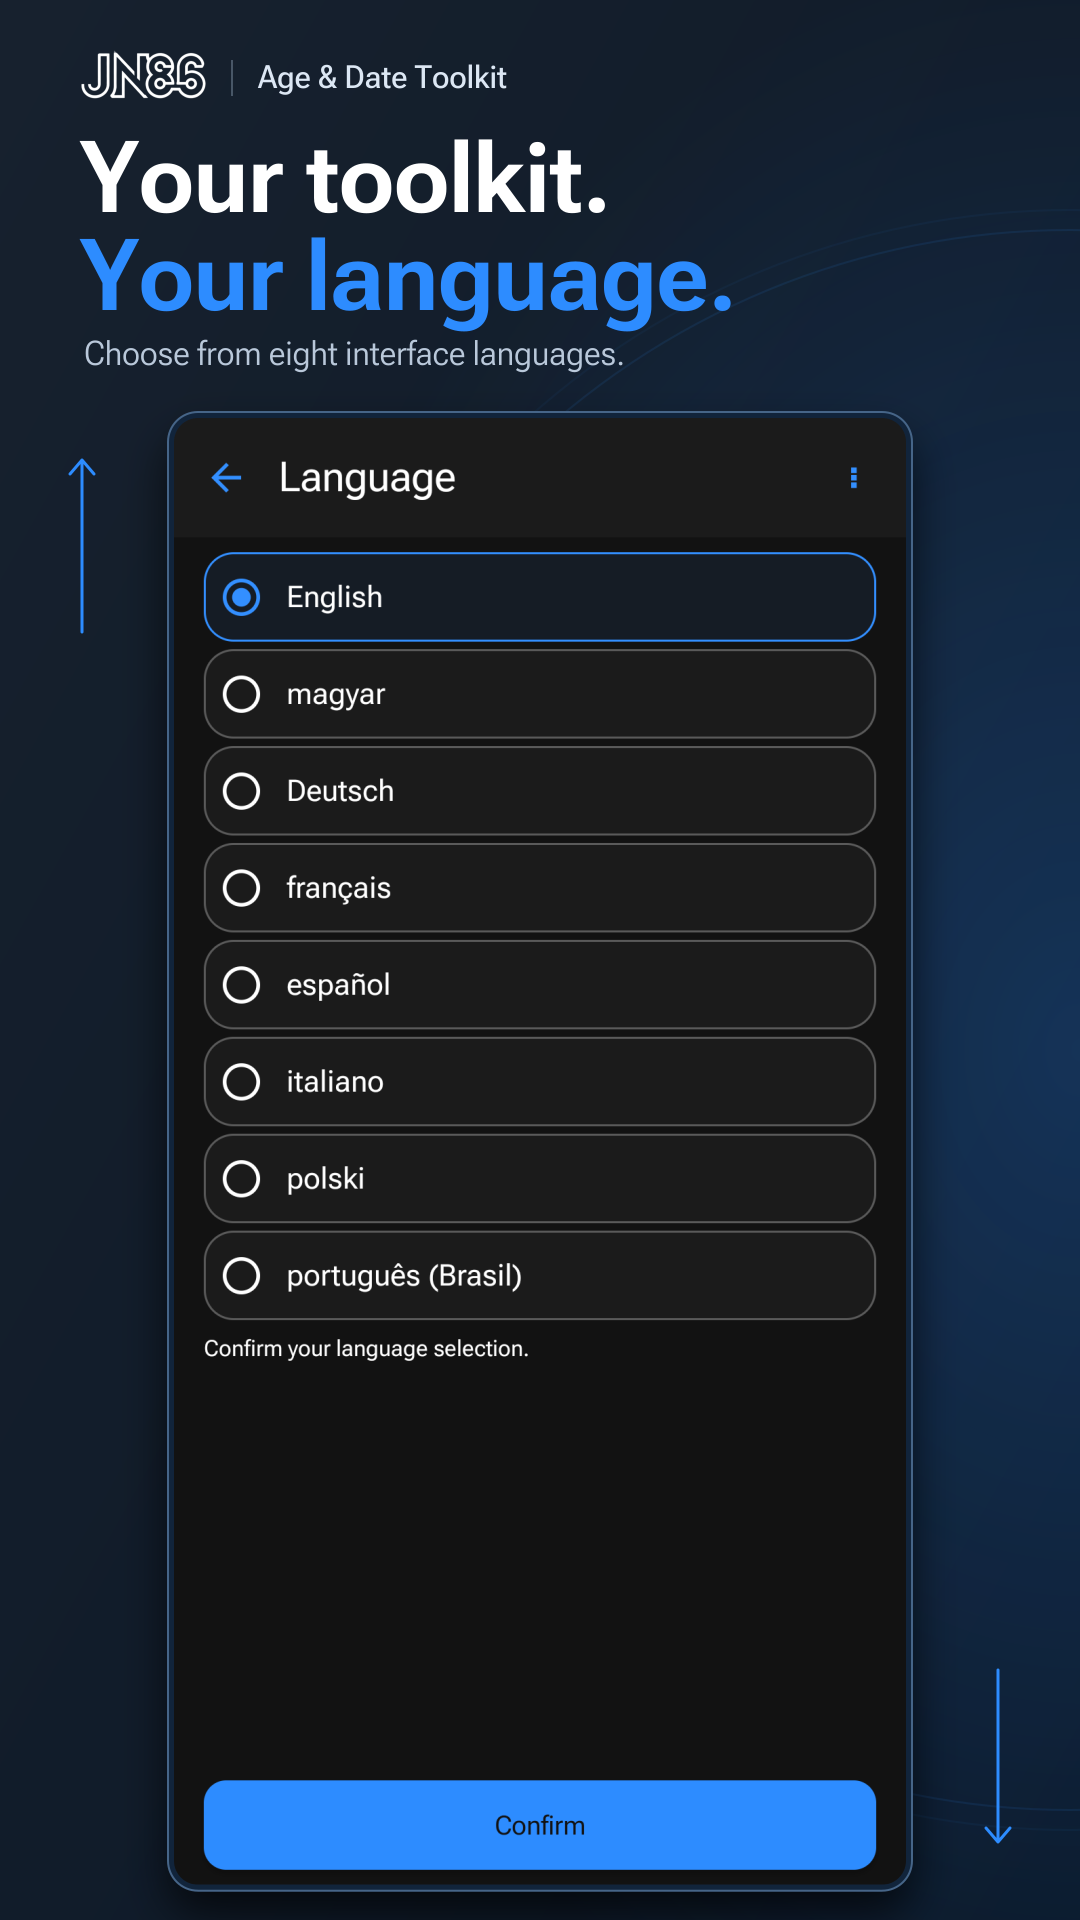 JN86
Age & Date Toolkit
Your toolkit.
Your language.
Choose from eight interface languages.
Language
English
magyar
Deutsch
français
español
italiano
polski
português (Brasil)
Confirm your language selection.
Confirm